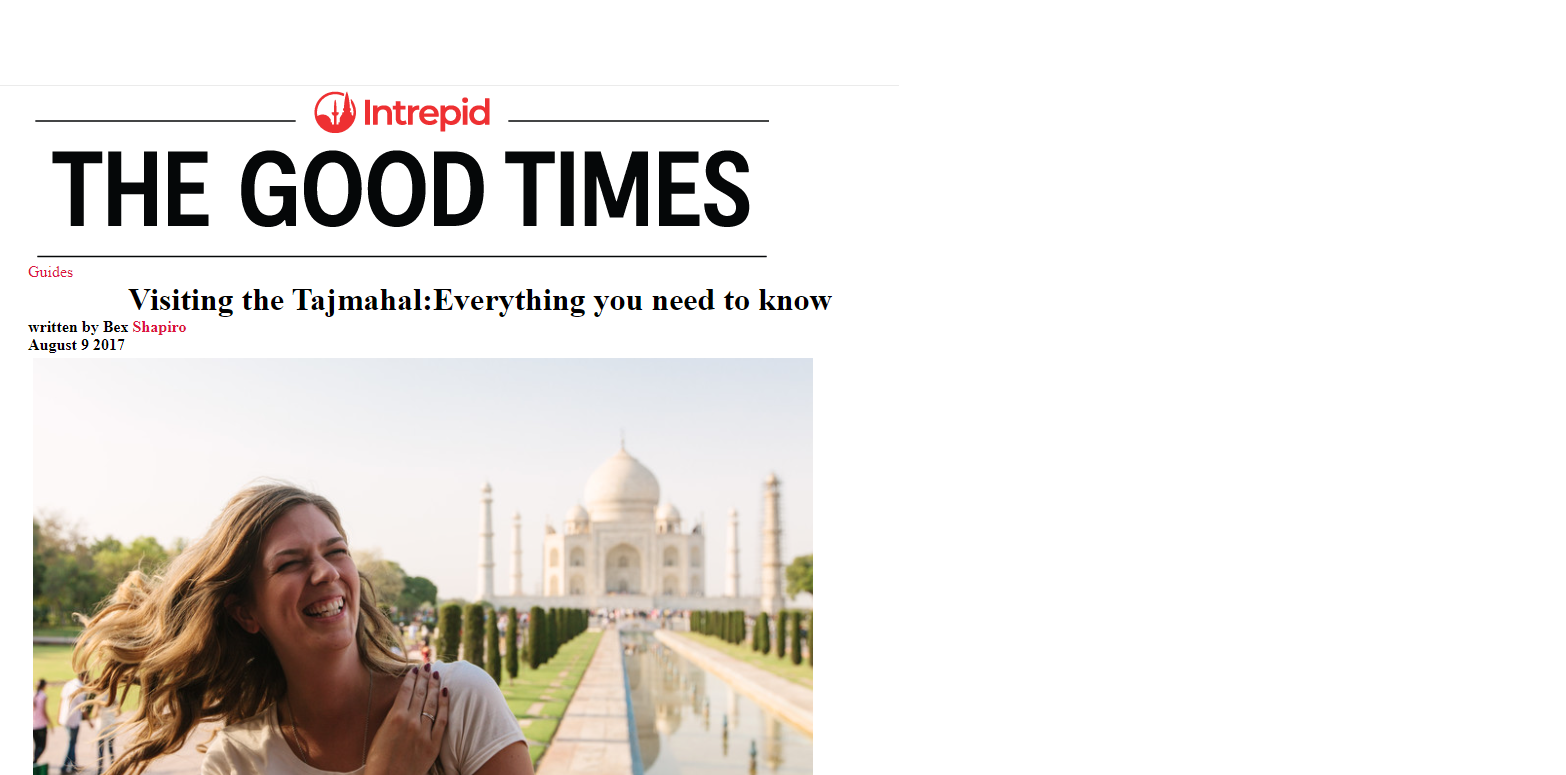 Intrepid
THE GOOD TIMES
Guides
Visiting the Tajmahal:Everything you need to know
written by Bex Shapiro
August 9 2017